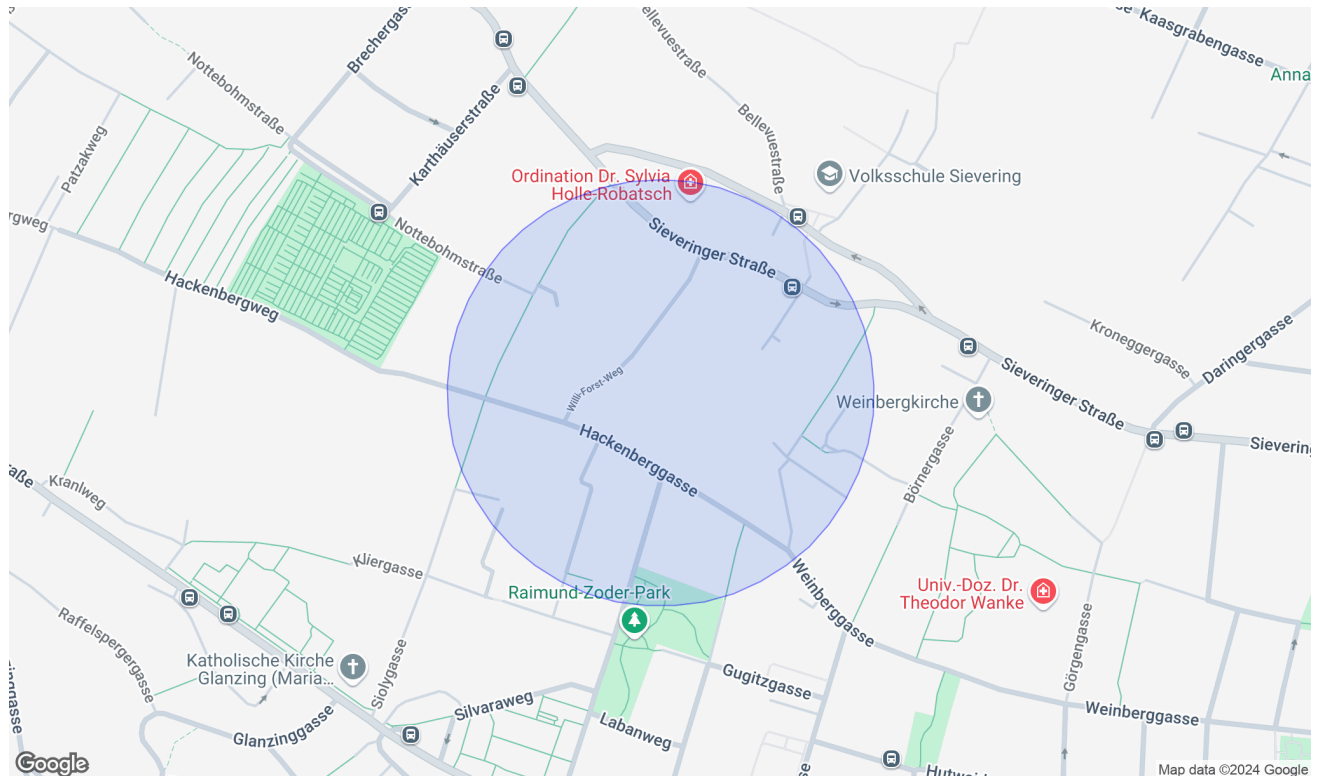 Brechergasse
Bellevuestraße
se
Kaasgrabengasse
Nottebohmstraße
Anna
Bellevuestraße
Karthäuserstraße
Patzakweg
Ordination Dr. Sylvia
Holle-Robatsch
Volksschule Sievering
rgweg
Nottebohmstraße
Sieveringer Straße
Hackenbergweg
Kroneggergasse
Daringergasse
Sieveringer Straße
Willi-Forst-Weg
Weinbergkirche
Hackenberggasse
Sievering
Börnergasse
aße
Kranlweg
Kliergasse
Weinberggasse
Univ.-Doz. Dr.
Theodor Wanke
Raimund-Zoder-Park
Raffelspergergasse
Görgengasse
Katholische Kirche
Glanzing (Maria...
Siolygasse
Gugitzgasse
Silvaraweg
Weinberggasse
Labanweg
Glanzinggasse
Google
Map data ©2024 Google